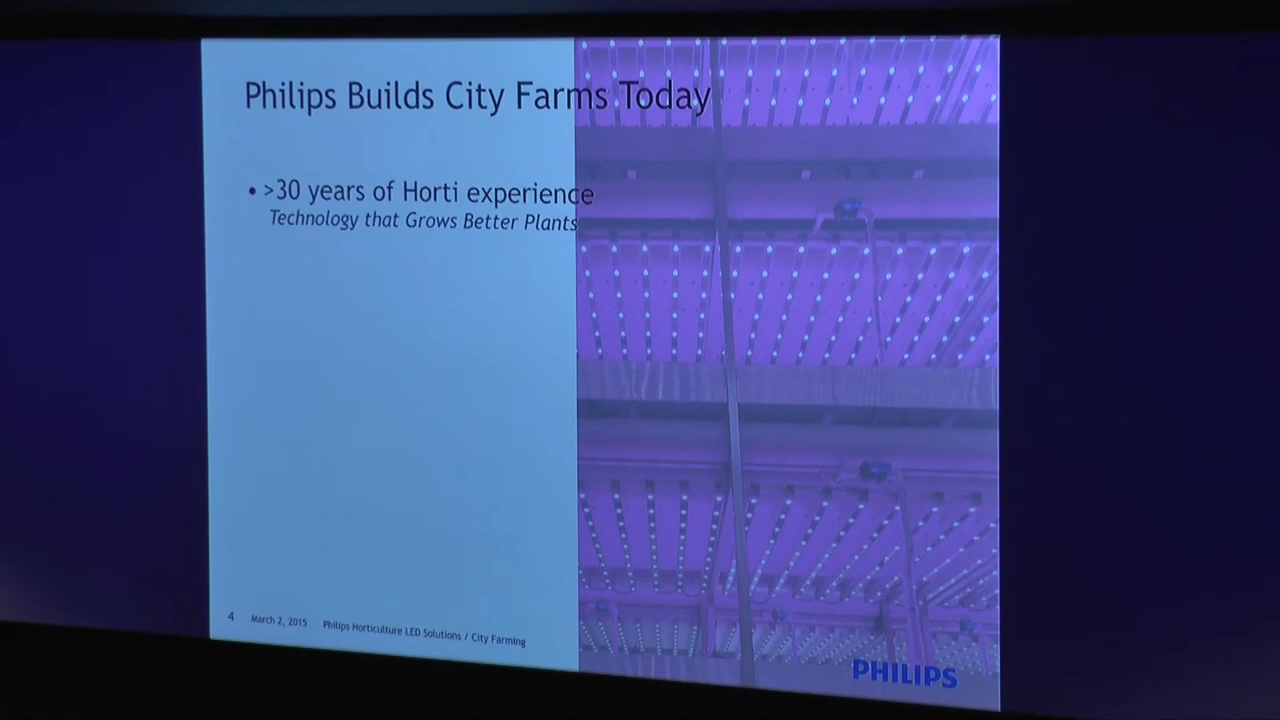 Philips Builds City Farms Today
• >30 years of Horti experience
Technology that Grows Better Plants
4 March 2, 2015 Philips Horticulture LED Solutions / City Farming
PHILIPS